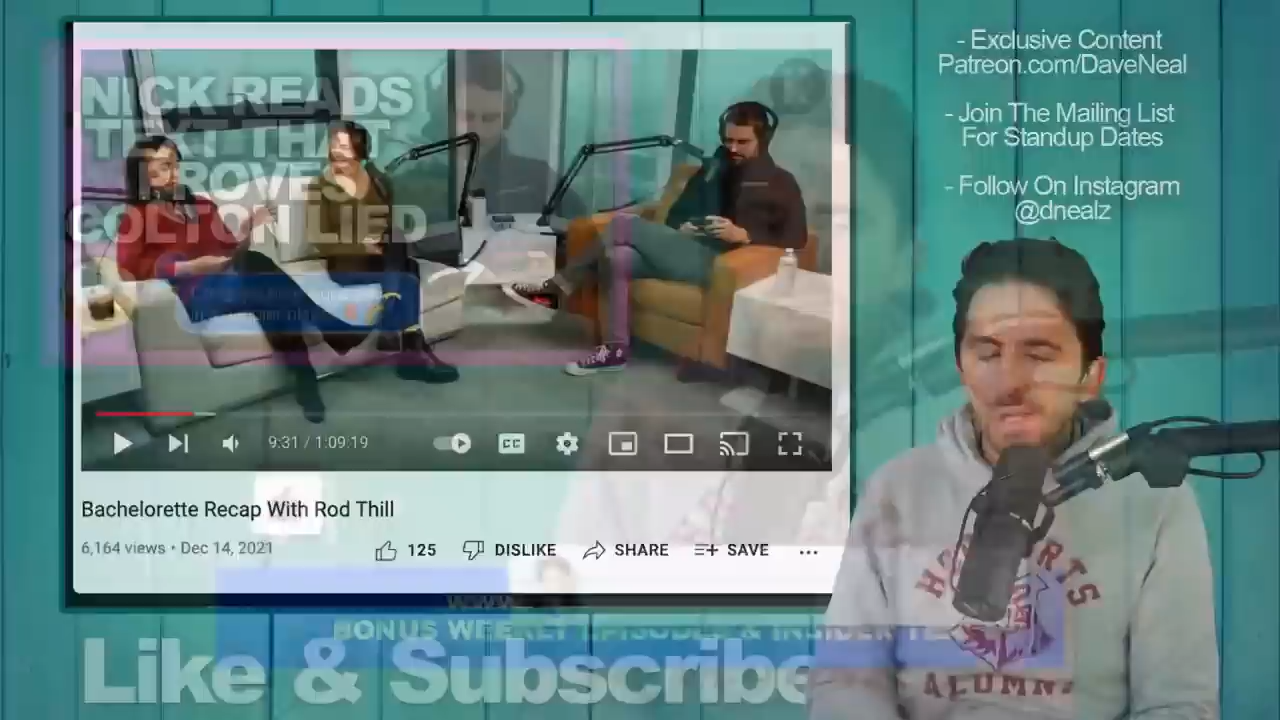 - Exclusive Content
Patreon.com/DaveNeal
- Join The Mailing List
For Standup Dates
- Follow On Instagram
@dnealz
NICK READS
TEXT THAT
PROVES
COLTON LIED
9:31 / 1:09:19
CC
Bachelorette Recap With Rod Thill
6,164 views • Dec 14, 2021
125
DISLIKE
SHARE
SAVE
BONUS WEEKLY EPISODES & INSIDER
Like & Subscribe
ALUMNI